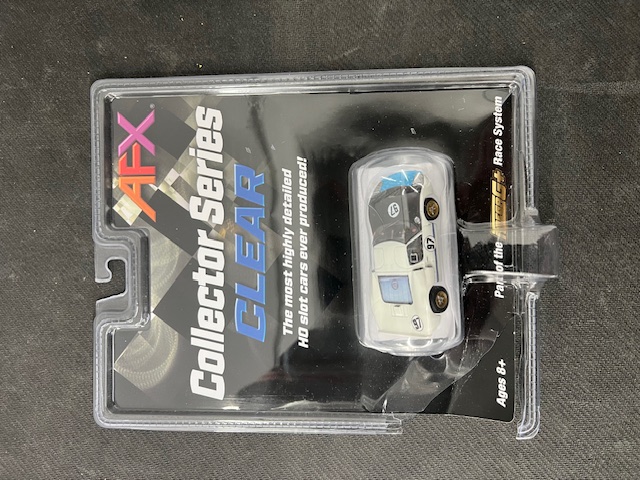 AFX
Collector Series
CLEAR
The most highly detailed
HO slot cars ever produced!
97
97
Ages 8+
Part of the
Race System